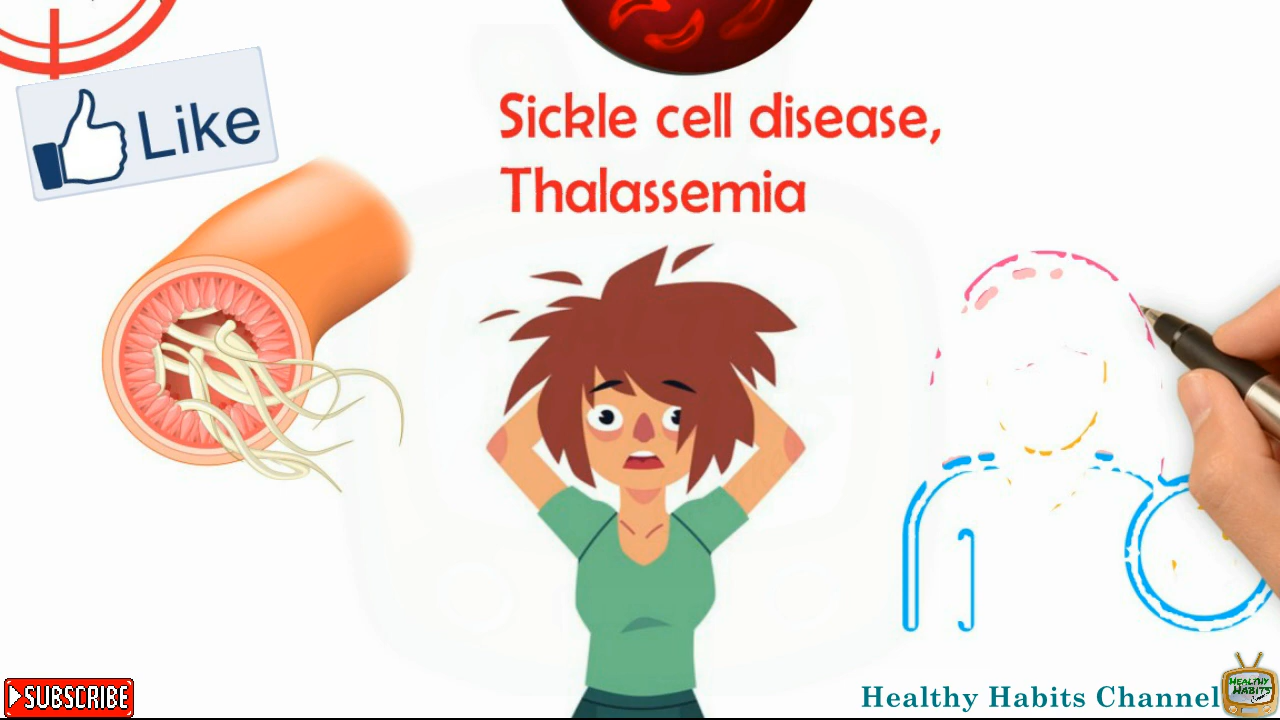 Like
Sickle cell disease,
Thalassemia
SUBSCRIBE
Healthy Habits Channel
HEALTHY
HABITS